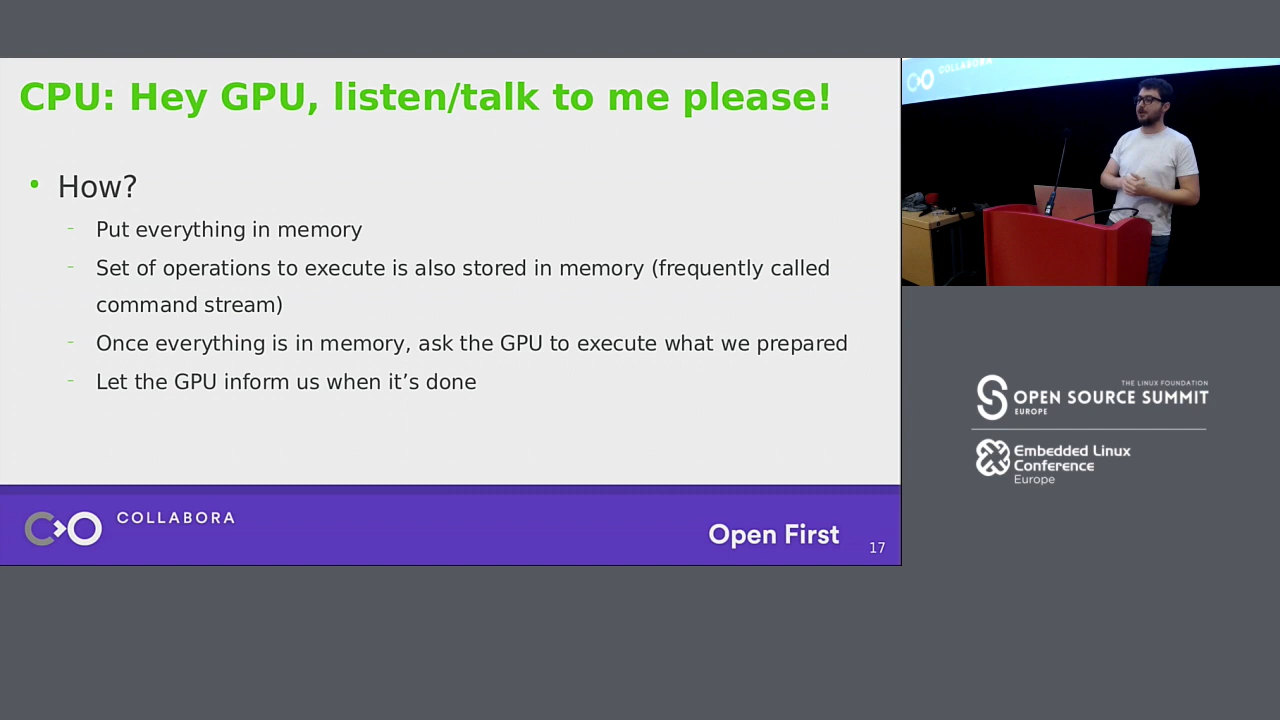 CPU: Hey GPU, listen/talk to me please!
• How?
– Put everything in memory
– Set of operations to execute is also stored in memory (frequently called
command stream)
– Once everything is in memory, ask the GPU to execute what we prepared
– Let the GPU inform us when it’s done
COLLABORA
Open First
17
COLLABORA
THE LINUX FOUNDATION
OPEN SOURCE SUMMIT
EUROPE
Embedded Linux
Conference
Europe